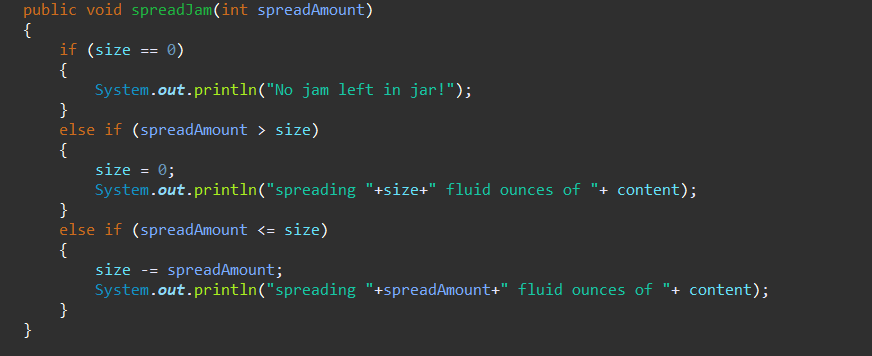 public void spreadJam(int spreadAmount)
{
    if (size == 0)
    {
        System.out.println("No jam left in jar!");
    }
    else if (spreadAmount > size)
    {
        size = 0;
        System.out.println("spreading "+size+" fluid ounces of "+ content);
    }
    else if (spreadAmount <= size)
    {
        size -= spreadAmount;
        System.out.println("spreading "+spreadAmount+" fluid ounces of "+ content);
    }
}